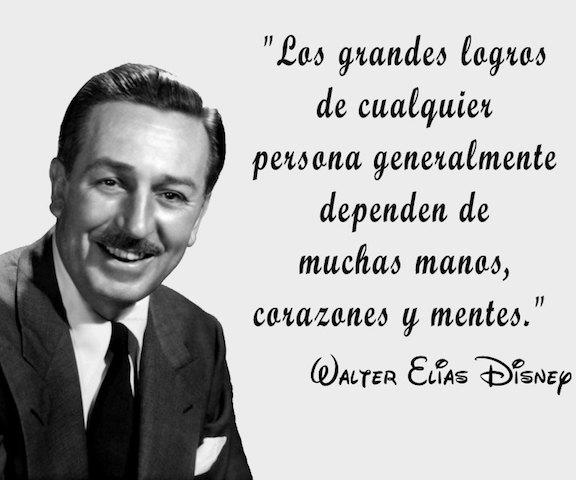 "Los grandes logros
de cualquier
persona generalmente
dependen de
muchas manos,
corazones y mentes."
Walter Elias Disney